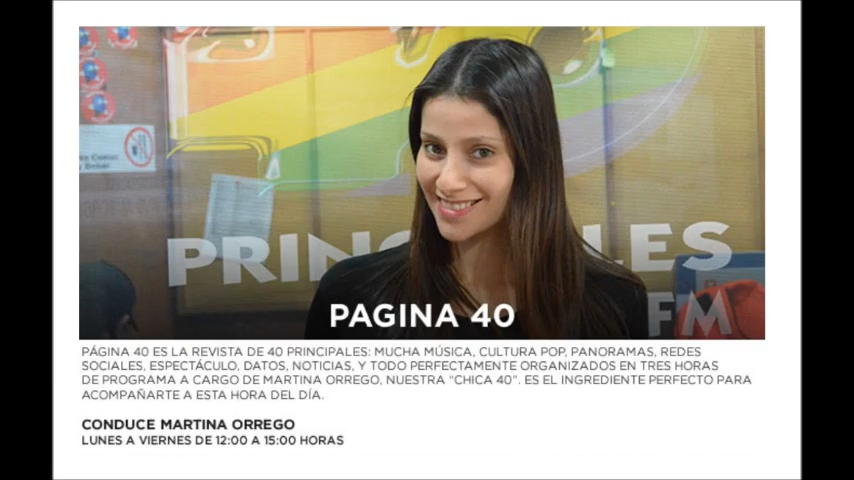 PRINCIPALES
FM
PAGINA 40
PÁGINA 40 ES LA REVISTA DE 40 PRINCIPALES: MUCHA MÚSICA, CULTURA POP, PANORAMAS, REDES
SOCIALES, ESPECTÁCULO, DATOS, NOTICIAS, Y TODO PERFECTAMENTE ORGANIZADOS EN TRES HORAS
DE PROGRAMA A CARGO DE MARTINA ORREGO, NUESTRA "CHICA 40". ES EL INGREDIENTE PERFECTO PARA
ACOMPAÑARTE A ESTA HORA DEL DÍA.
CONDUCE MARTINA ORREGO
LUNES A VIERNES DE 12:00 A 15:00 HORAS